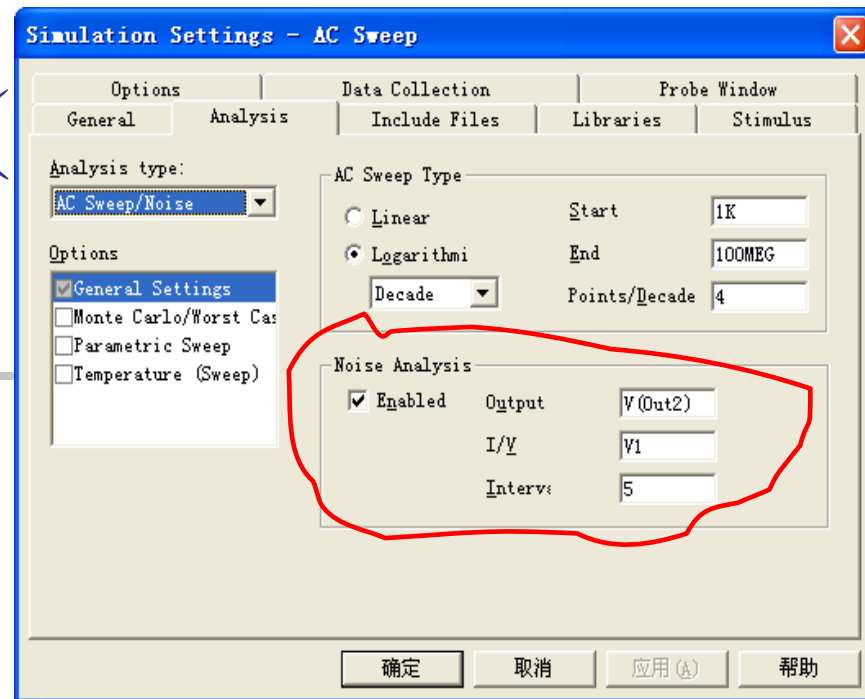 Simulation Settings - AC Sweep
Options Data Collection Probe Window
General Analysis Include Files Libraries Stimulus
Analysis type:
AC Sweep/Noise
Options
General Settings
Monte Carlo/Worst Cas
Parametric Sweep
Temperature (Sweep)
AC Sweep Type
Linear
Logarithmi
Decade
Start 1K
End 100MEG
Points/Decade 4
Noise Analysis
Enabled
Output V(Out2)
I/V V1
Interva 5
确定 取消 应用(A) 帮助